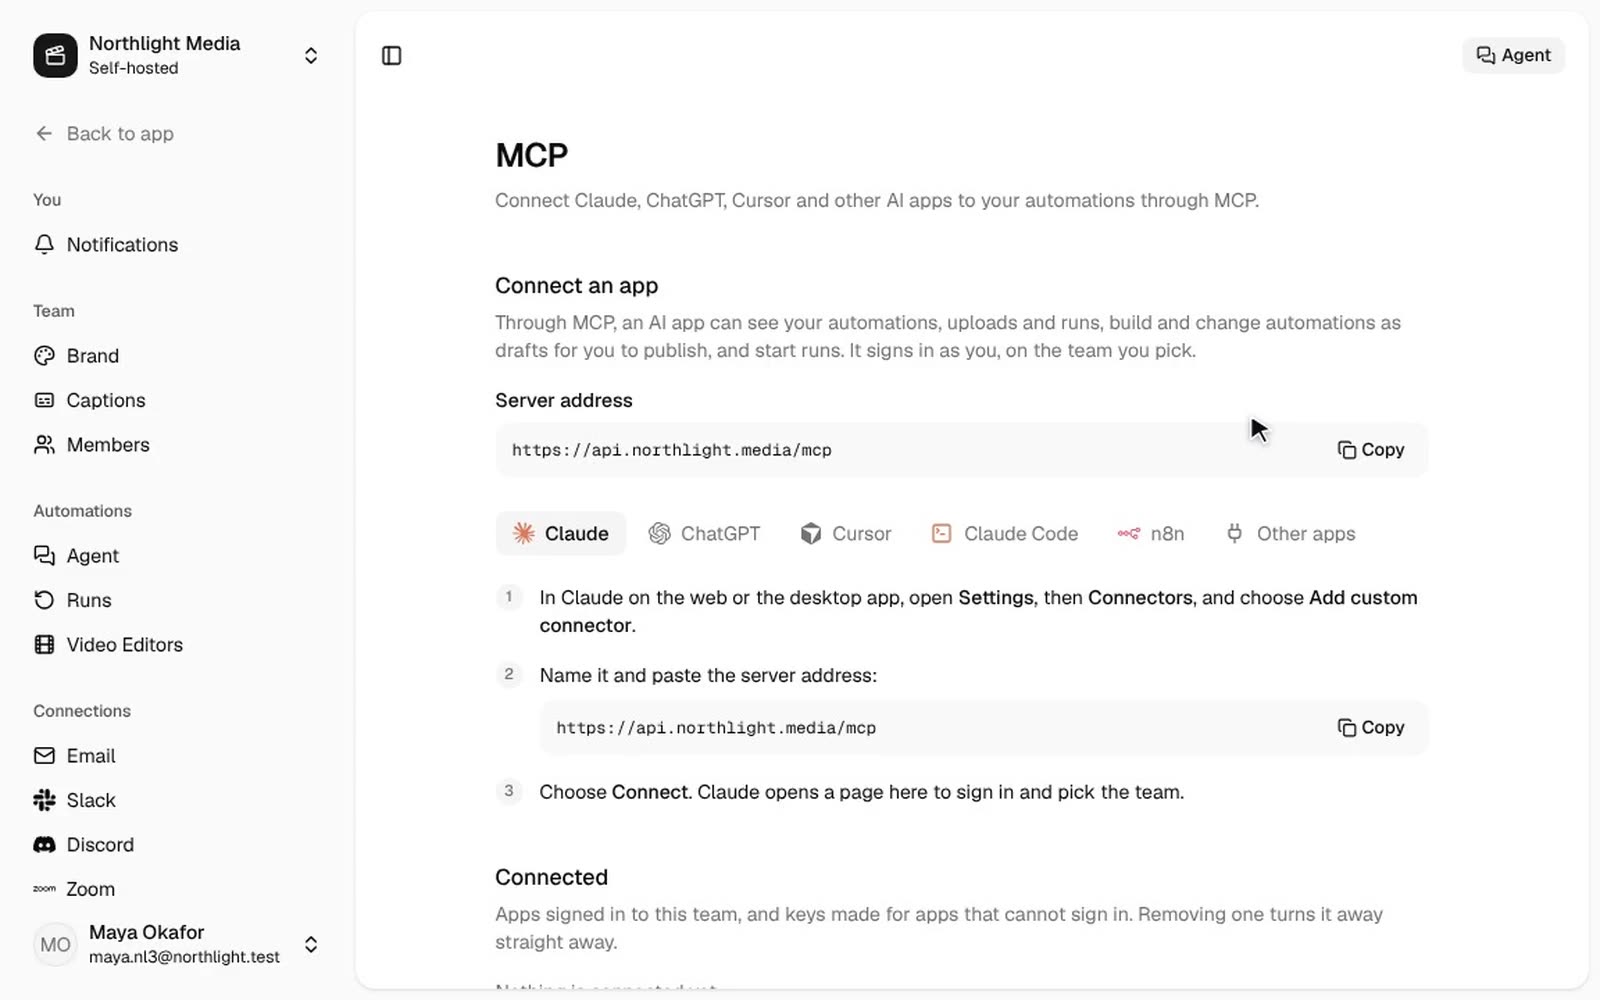 Northlight Media
Self-hosted
Agent
Back to app
You
Notifications
Team
Brand
Captions
Members
Automations
Agent
Runs
Video Editors
Connections
Email
Slack
Discord
zoom Zoom
MO
Maya Okafor
maya.nl3@northlight.test
MCP
Connect Claude, ChatGPT, Cursor and other AI apps to your automations through MCP.
Connect an app
Through MCP, an AI app can see your automations, uploads and runs, build and change automations as
drafts for you to publish, and start runs. It signs in as you, on the team you pick.
Server address
https://api.northlight.media/mcp Copy
Claude ChatGPT Cursor Claude Code n8n Other apps
1 In Claude on the web or the desktop app, open Settings, then Connectors, and choose Add custom
connector.
2 Name it and paste the server address:
https://api.northlight.media/mcp Copy
3 Choose Connect. Claude opens a page here to sign in and pick the team.
Connected
Apps signed in to this team, and keys made for apps that cannot sign in. Removing one turns it away
straight away.